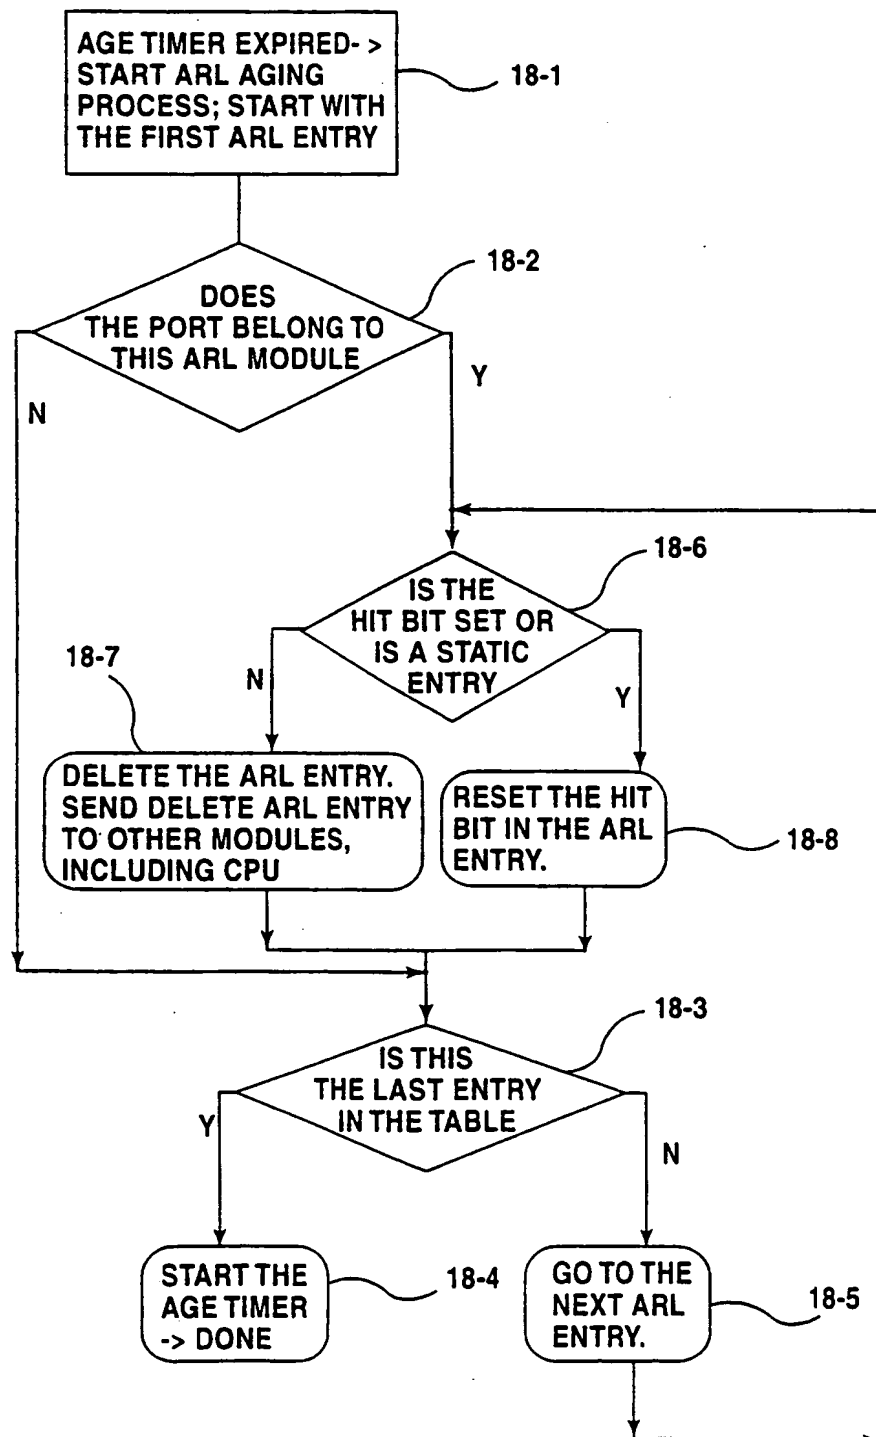 AGE TIMER EXPIRED- >
START ARL AGING
PROCESS; START WITH
THE FIRST ARL ENTRY
18-1
18-2
DOES
THE PORT BELONG TO
THIS ARL MODULE
N
Y
18-6
IS THE
HIT BIT SET OR
IS A STATIC
ENTRY
18-7
N
Y
DELETE THE ARL ENTRY.
SEND DELETE ARL ENTRY
TO OTHER MODULES,
INCLUDING CPU
RESET THE HIT
BIT IN THE ARL
ENTRY.
18-8
18-3
IS THIS
THE LAST ENTRY
IN THE TABLE
Y
N
START THE
AGE TIMER
-> DONE
18-4
GO TO THE
NEXT ARL
ENTRY.
18-5